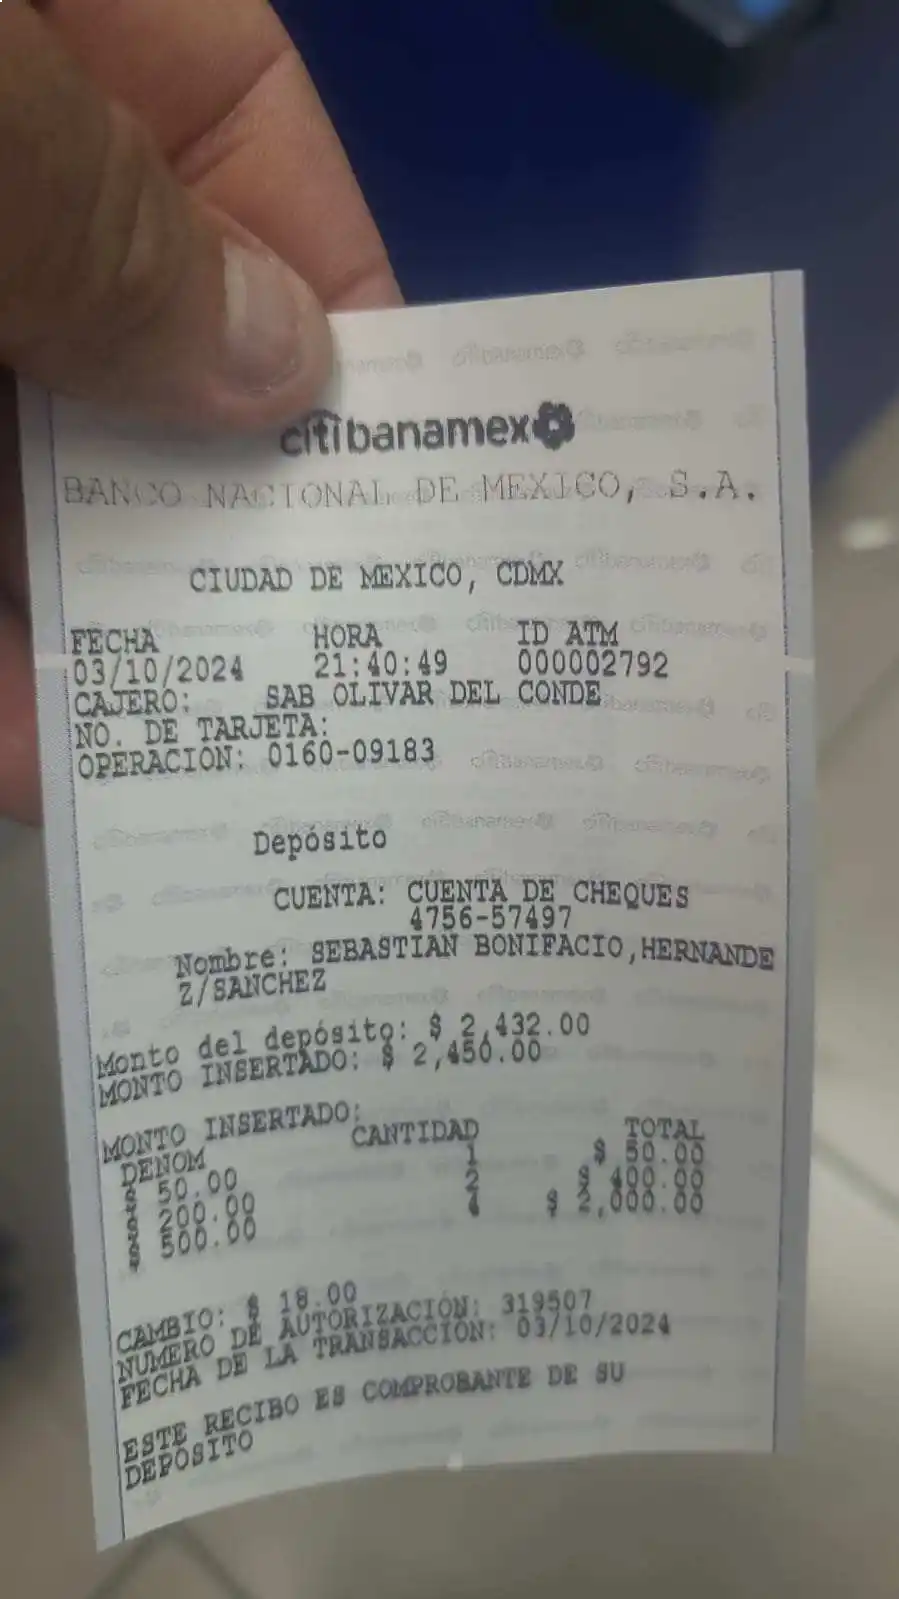 citibanamex
BANCO NACIONAL DE MEXICO, S.A.
CIUDAD DE MEXICO, CDMX
FECHA HORA ID ATM
03/10/2024 21:40:49 000002792
CAJERO: SAB OLIVAR DEL CONDE
NO. DE TARJETA:
OPERACION: 0160-09183
Depósito
CUENTA: CUENTA DE CHEQUES
4756-57497
Nombre: SEBASTIAN BONIFACIO,HERNANDE
Z/SANCHEZ
Monto del depósito: $ 2,432.00
MONTO INSERTADO: $ 2,450.00
MONTO INSERTADO:
DENOM CANTIDAD TOTAL
$ 50.00 1 $ 50.00
$ 200.00 2 $ 400.00
$ 500.00 4 $ 2,000.00
CAMBIO: $ 18.00
NUMERO DE AUTORIZACIÓN: 319507
FECHA DE LA TRANSACCIÓN: 03/10/2024
ESTE RECIBO ES COMPROBANTE DE SU
DEPOSITO